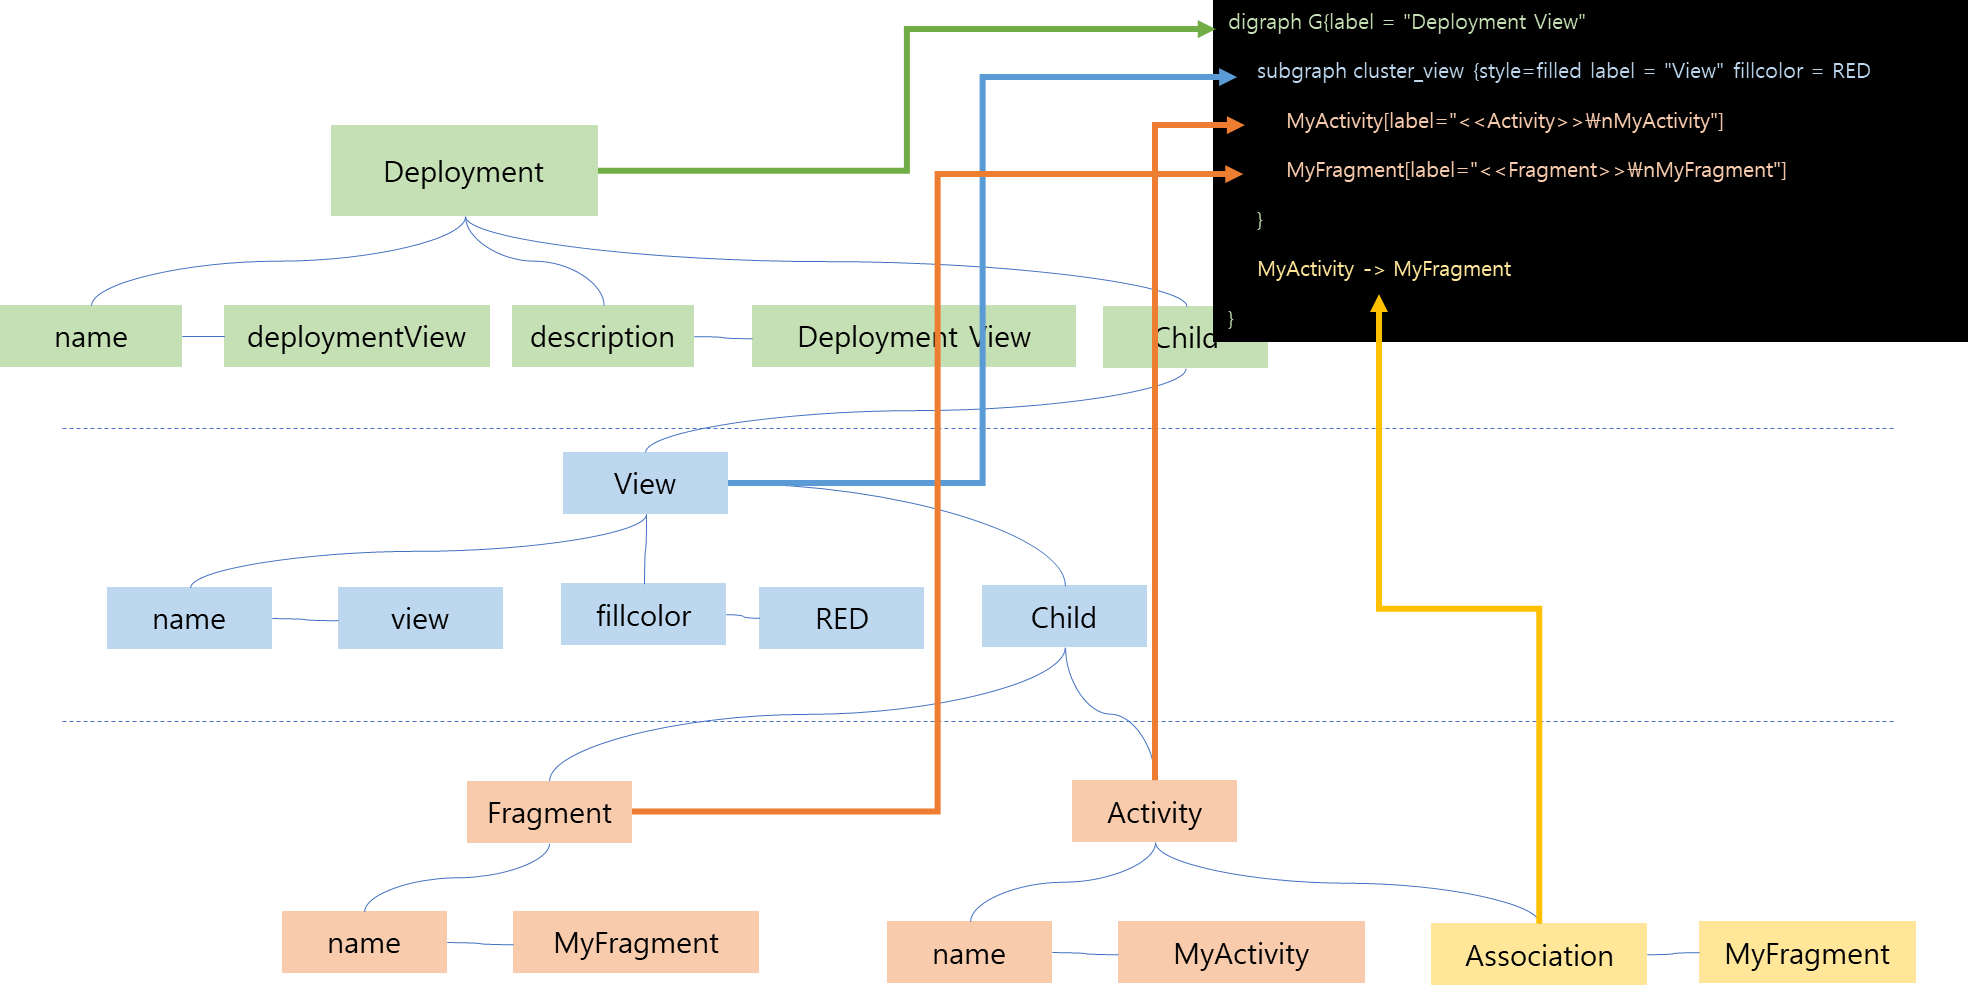 digraph G{label = "Deployment View"
subgraph cluster_view {style=filled label = "View" fillcolor = RED
MyActivity[label="<<Activity>>₩nMyActivity"]
MyFragment[label="<<Fragment>>₩nMyFragment"]
}
MyActivity -> MyFragment
}
Deployment
name
deploymentView
description
Deployment View
Child
View
name
view
fillcolor
RED
Child
Fragment
Activity
name
MyFragment
name
MyActivity
Association
MyFragment